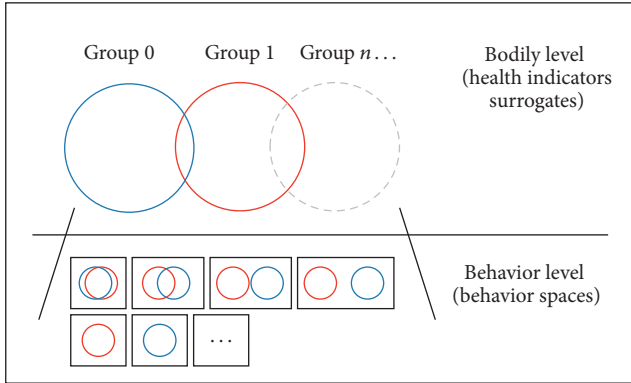 Group 0
Group 1
Group n...
Bodily level
(health indicators
surrogates)
Behavior level
(behavior spaces)
...